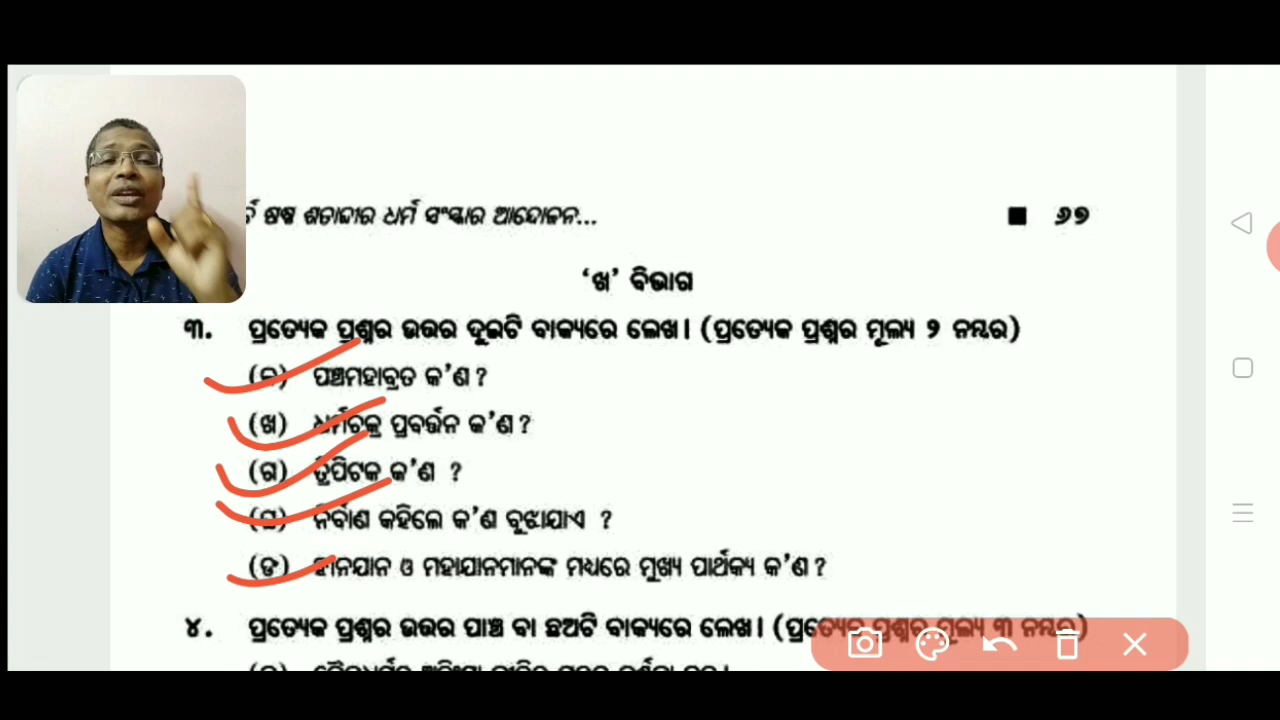 ଷଷ୍ଠ ଶତାବ୍ଦୀର ଧର୍ମ ସଂସ୍କାର ଆନ୍ଦୋଳନ... ■ ୬୭
‘ଖ’ ବିଭାଗ
୩. ପ୍ରତ୍ୟେକ ପ୍ରଶ୍ନର ଉତ୍ତର ଦୁଇଟି ବାକ୍ୟରେ ଲେଖ। (ପ୍ରତ୍ୟେକ ପ୍ରଶ୍ନର ମୂଲ୍ୟ ୨ ନମ୍ବର)
(କ) ପଞ୍ଚମହାବ୍ରତ କ’ଣ ?
(ଖ) ଧର୍ମଚକ୍ର ପ୍ରବର୍ତ୍ତନ କ’ଣ ?
(ଗ) ତ୍ରିପିଟକ କ’ଣ ?
(ଘ) ନିର୍ବାଣ କହିଲେ କ’ଣ ବୁଝାଯାଏ ?
(ଙ) ହୀନଯାନ ଓ ମହାଯାନମାନଙ୍କ ମଧ୍ୟରେ ମୁଖ୍ୟ ପାର୍ଥକ୍ୟ କ’ଣ ?
୪. ପ୍ରତ୍ୟେକ ପ୍ରଶ୍ନର ଉତ୍ତର ପାଞ୍ଚ ବା ଛଅଟି ବାକ୍ୟରେ ଲେଖ। (ପ୍ରତ୍ୟେକ ପ୍ରଶ୍ନର ମୂଲ୍ୟ ୩ ନମ୍ବର)